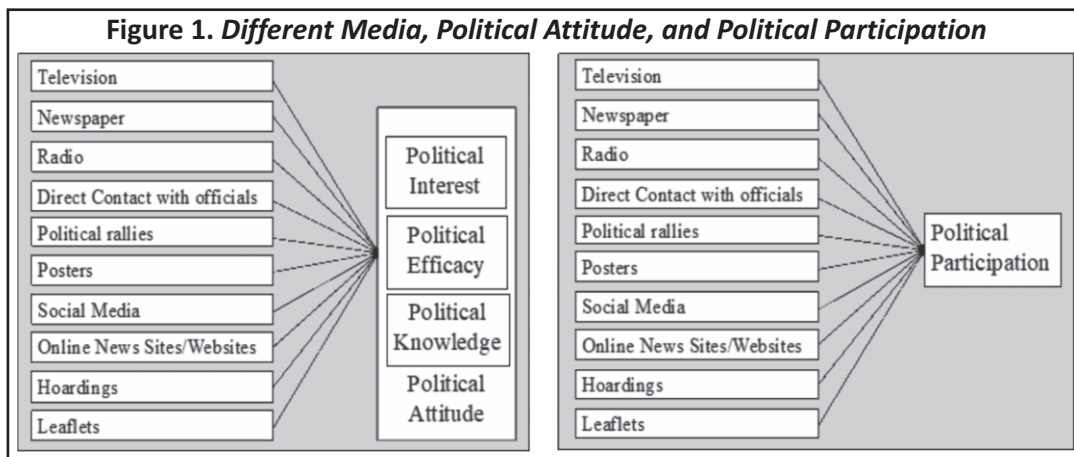 Figure 1. Different Media, Political Attitude, and Political Participation
Television
Newspaper
Radio
Direct Contact with officials
Political rallies
Posters
Social Media
Online News Sites/Websites
Hoardings
Leaflets
Political
Interest
Political
Efficacy
Political
Knowledge
Political
Attitude
Television
Newspaper
Radio
Direct Contact with officials
Political rallies
Posters
Social Media
Online News Sites/Websites
Hoardings
Leaflets
Political
Participation